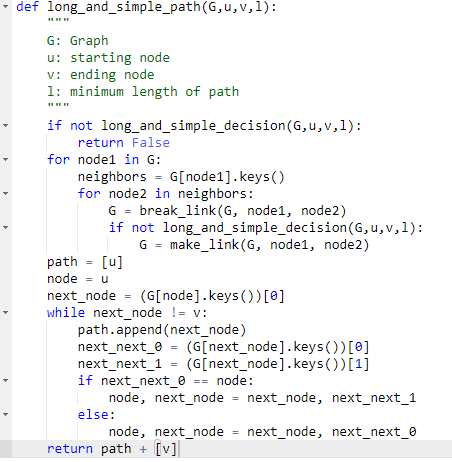 def long_and_simple_path(G,u,v,l):
    """
    G: Graph
    u: starting node
    v: ending node
    l: minimum length of path
    """
    if not long_and_simple_decision(G,u,v,l):
        return False
    for node1 in G:
        neighbors = G[node1].keys()
        for node2 in neighbors:
            G = break_link(G, node1, node2)
            if not long_and_simple_decision(G,u,v,l):
                G = make_link(G, node1, node2)
    path = [u]
    node = u
    next_node = (G[node].keys())[0]
    while next_node != v:
        path.append(next_node)
        next_next_0 = (G[next_node].keys())[0]
        next_next_1 = (G[next_node].keys())[1]
        if next_next_0 == node:
            node, next_node = next_node, next_next_1
        else:
            node, next_node = next_node, next_next_0
    return path + [v]